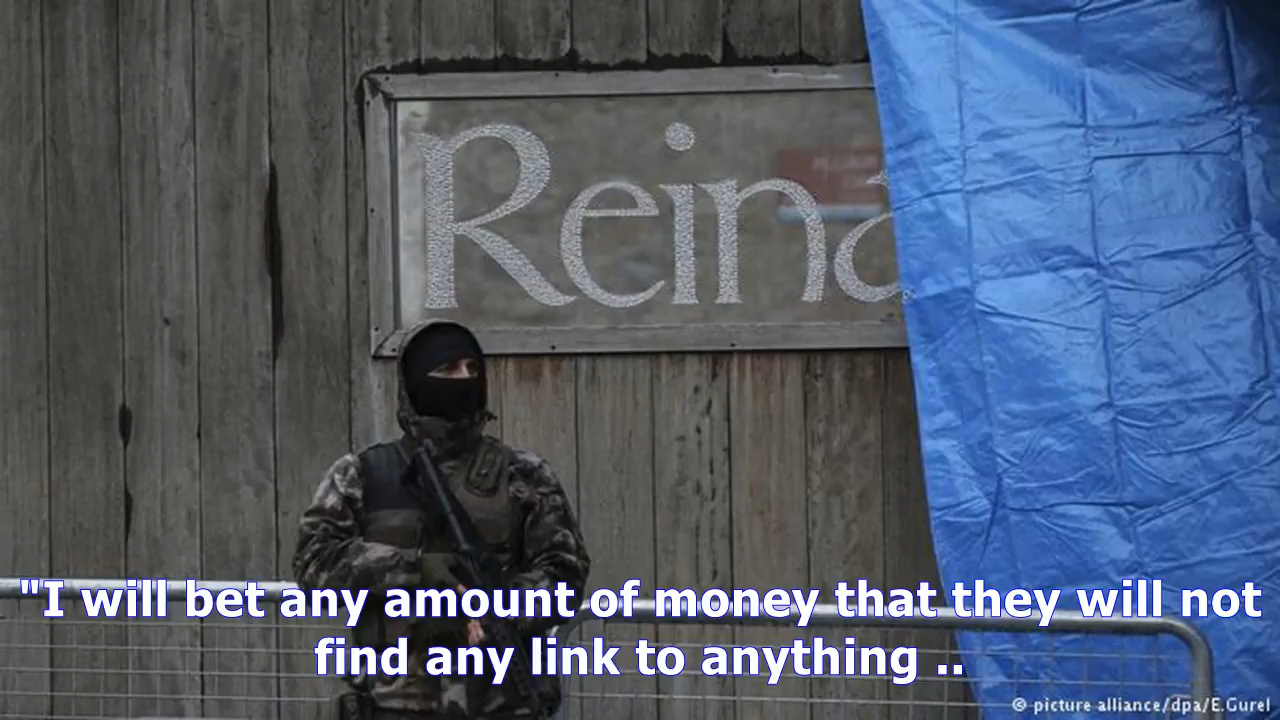 Reina
"I will bet any amount of money that they will not
find any link to anything ..
© picture alliance/dpa/E.Gurel